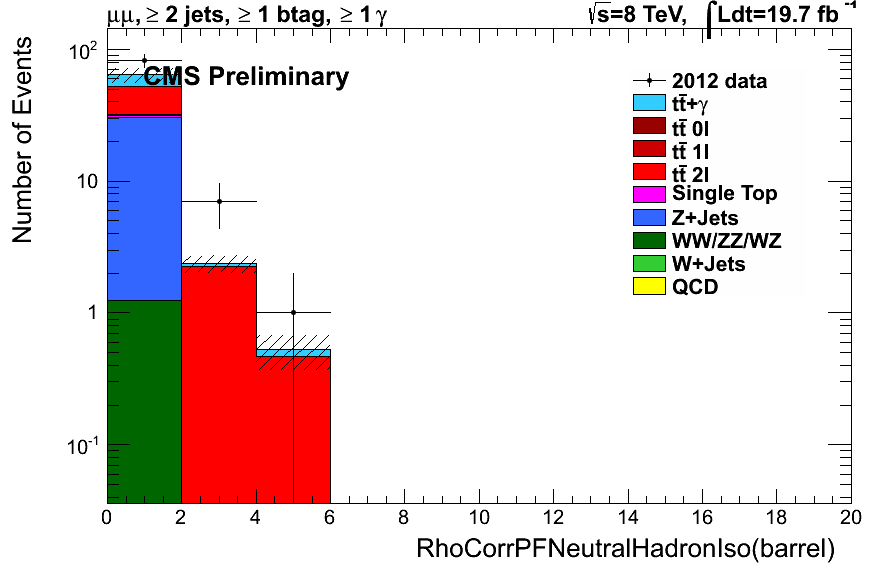 μμ, ≥ 2 jets, ≥ 1 btag, ≥ 1 γ
√s=8 TeV, ∫Ldt=19.7 fb⁻¹
CMS Preliminary
2012 data
tt̄+γ
tt̄ 0l
tt̄ 1l
tt̄ 2l
Single Top
Z+Jets
WW/ZZ/WZ
W+Jets
QCD
Number of Events
10²
10
1
10⁻¹
0 2 4 6 8 10 12 14 16 18 20
RhoCorrPFNeutralHadronIso(barrel)